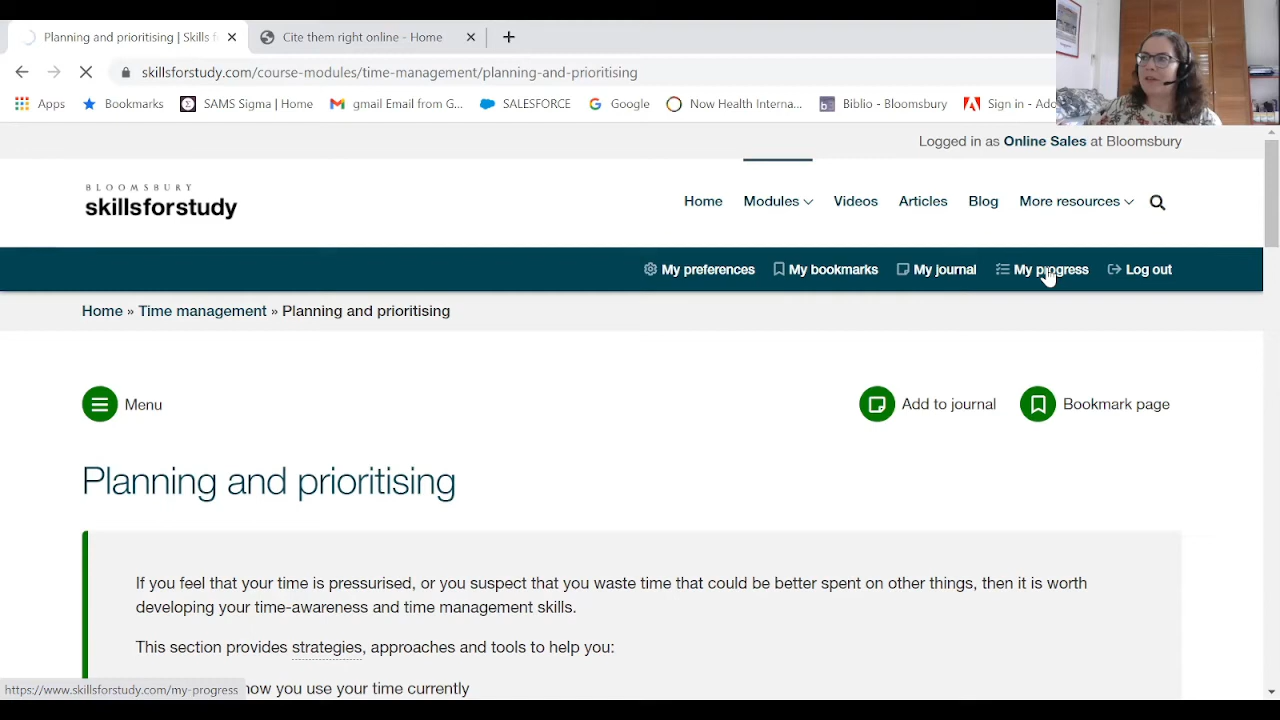 Planning and prioritising | Skills f
Cite them right online - Home
skillsforstudy.com/course-modules/time-management/planning-and-prioritising
Apps
Bookmarks
SAMS Sigma | Home
gmail Email from G...
SALESFORCE
Google
Now Health Interna...
Biblio - Bloomsbury
Sign in - Ado
Logged in as Online Sales at Bloomsbury
BLOOMSBURY
skillsforstudy
Home
Modules
Videos
Articles
Blog
More resources
My preferences
My bookmarks
My journal
My progress
Log out
Home » Time management » Planning and prioritising
Menu
Add to journal
Bookmark page
Planning and prioritising
If you feel that your time is pressurised, or you suspect that you waste time that could be better spent on other things, then it is worth
developing your time-awareness and time management skills.
This section provides strategies, approaches and tools to help you:
how you use your time currently
https://www.skillsforstudy.com/my-progress